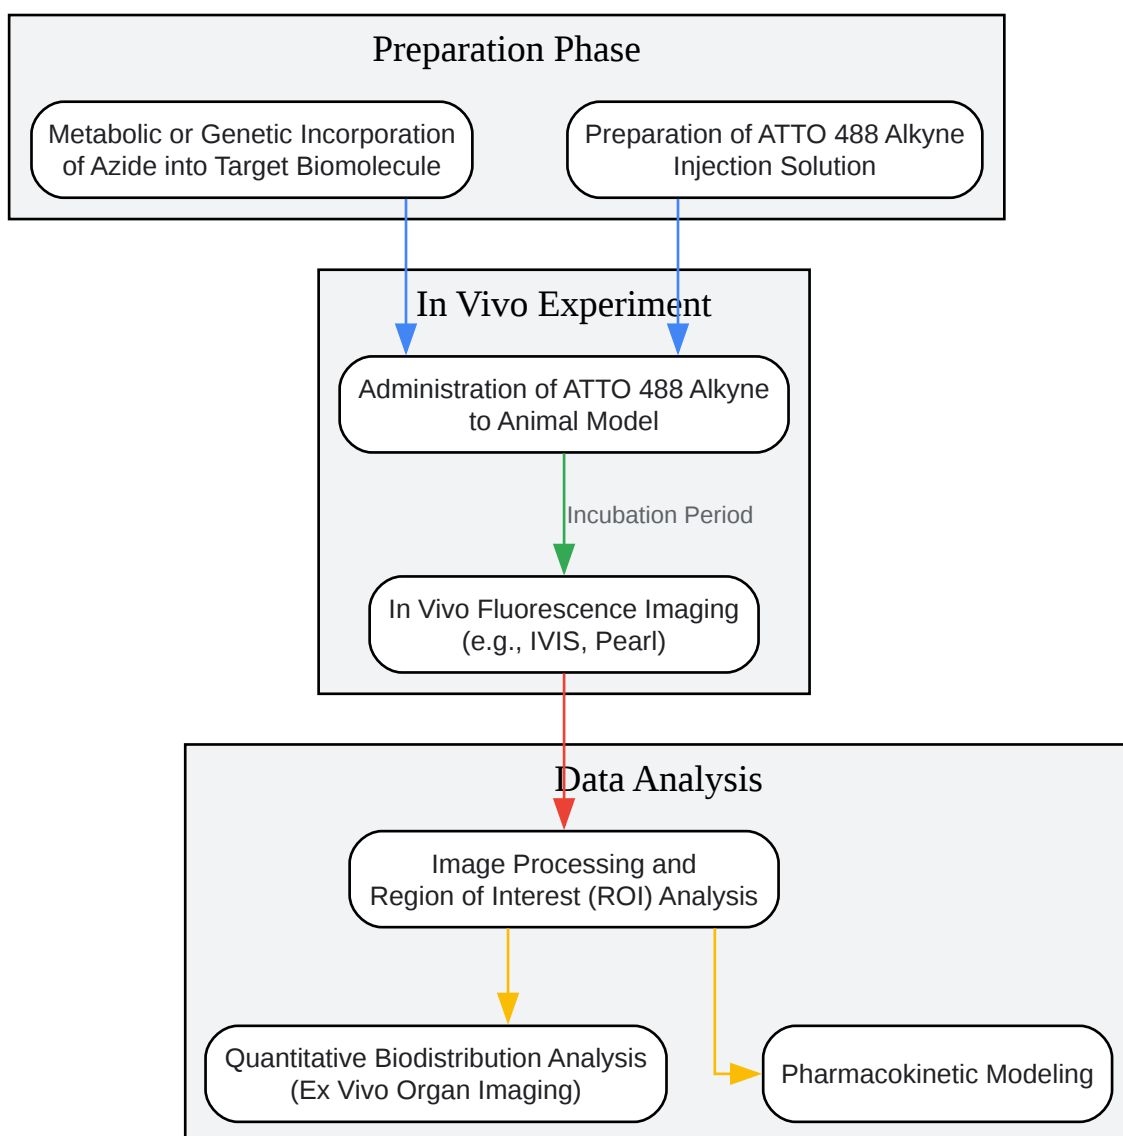 Preparation Phase
Metabolic or Genetic Incorporation
of Azide into Target Biomolecule
Preparation of ATTO 488 Alkyne
Injection Solution
In Vivo Experiment
Administration of ATTO 488 Alkyne
to Animal Model
Incubation Period
In Vivo Fluorescence Imaging
(e.g., IVIS, Pearl)
Data Analysis
Image Processing and
Region of Interest (ROI) Analysis
Quantitative Biodistribution Analysis
(Ex Vivo Organ Imaging)
Pharmacokinetic Modeling